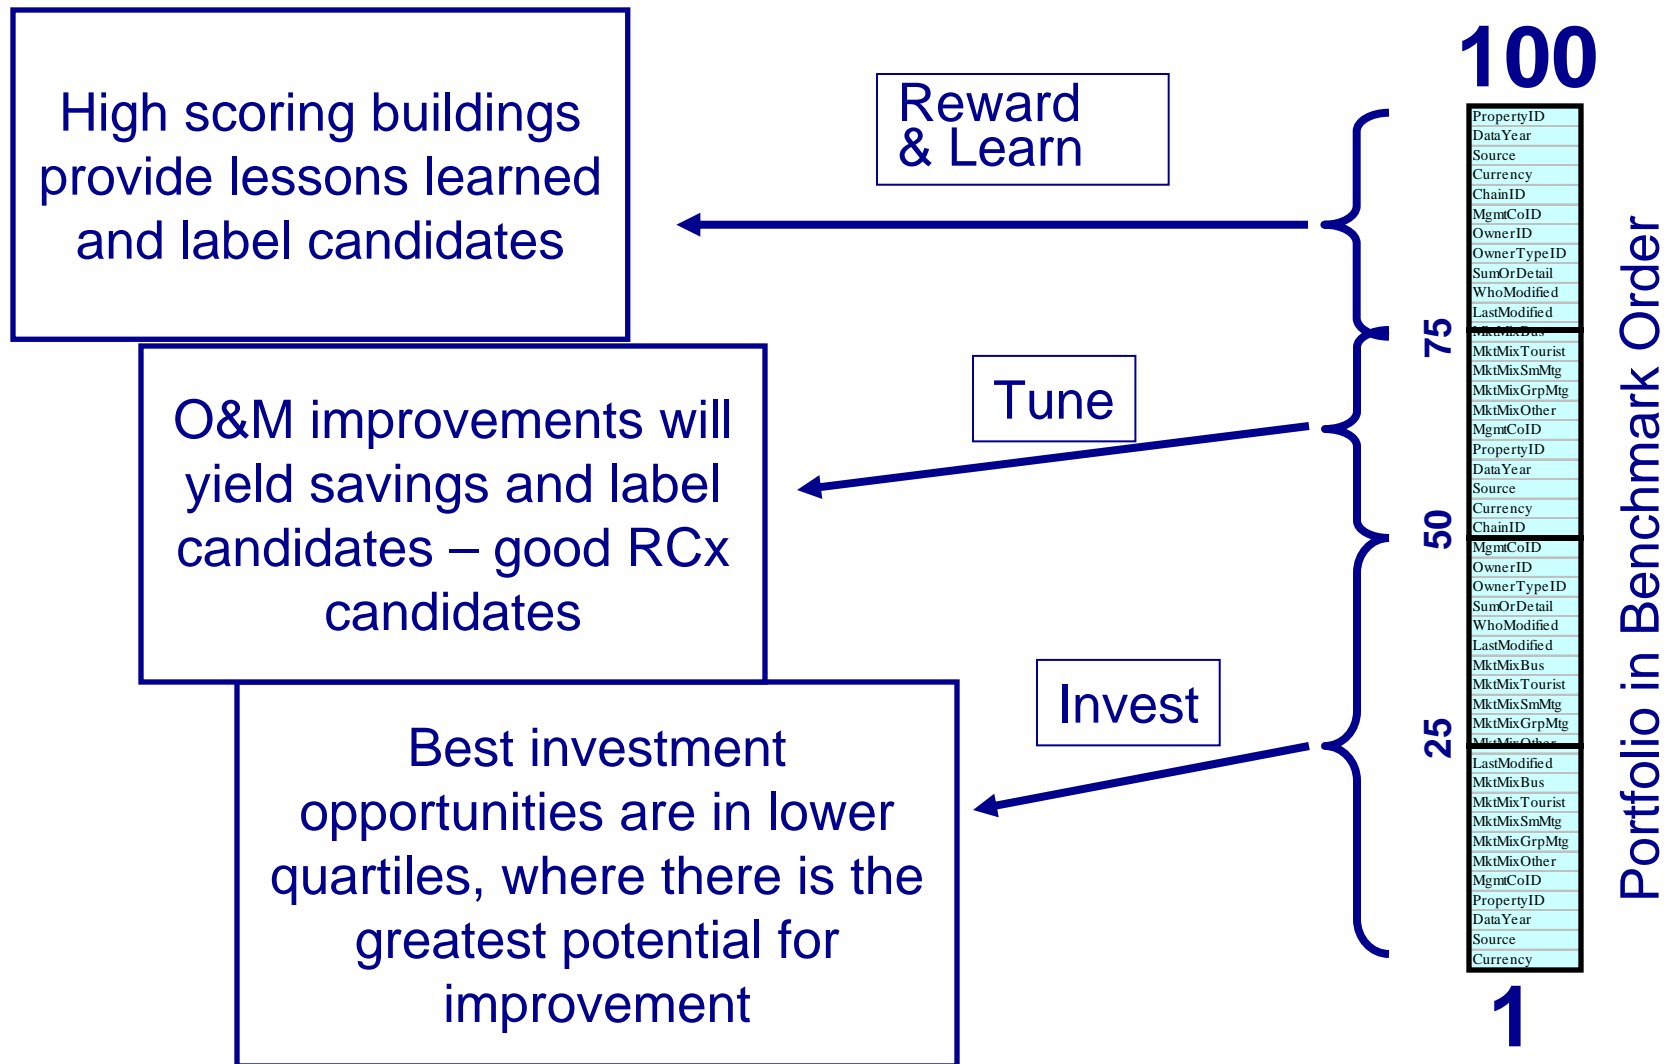 High scoring buildings
provide lessons learned
and label candidates
O&M improvements will
yield savings and label
candidates – good RCx
candidates
Best investment
opportunities are in lower
quartiles, where there is the
greatest potential for
improvement
Reward
& Learn
Tune
Invest
100
75
50
25
1
PropertyID
DataYear
Source
Currency
ChainID
MgmtCoID
OwnerID
OwnerTypeID
SumOrDetail
WhoModified
LastModified
MktMixBus
MktMixTourist
MktMixSmMtg
MktMixGrpMtg
MktMixOther
MgmtCoID
PropertyID
DataYear
Source
Currency
ChainID
MgmtCoID
OwnerID
OwnerTypeID
SumOrDetail
WhoModified
LastModified
MktMixBus
MktMixTourist
MktMixSmMtg
MktMixGrpMtg
MktMixOther
LastModified
MktMixBus
MktMixTourist
MktMixSmMtg
MktMixGrpMtg
MktMixOther
MgmtCoID
PropertyID
DataYear
Source
Currency
Portfolio in Benchmark Order